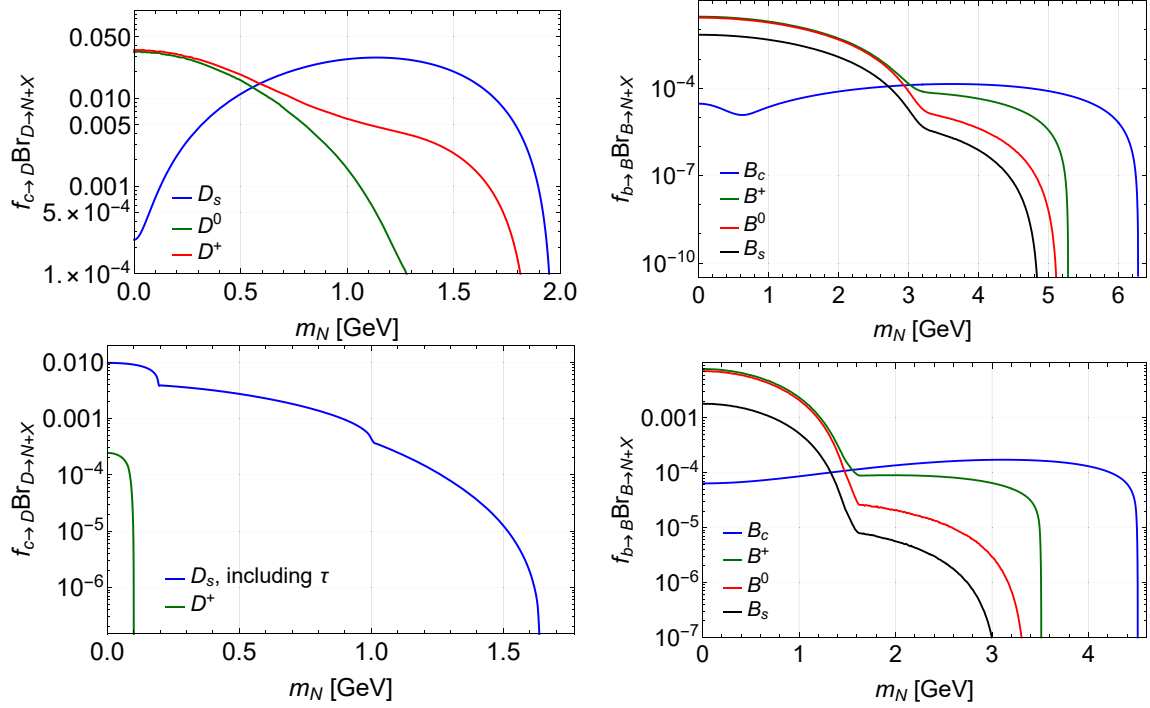 f_{c→D}Br_{D→N+X}
0.050
0.010
0.005
0.001
5.×10⁻⁴
1.×10⁻⁴
D_s
D⁰
D⁺
0.0 0.5 1.0 1.5 2.0
m_N [GeV]
f_{b→B}Br_{B→N+X}
10⁻⁴
10⁻⁷
10⁻¹⁰
B_c
B⁺
B⁰
B_s
0 1 2 3 4 5 6
m_N [GeV]
f_{c→D}Br_{D→N+X}
0.010
0.001
10⁻⁴
10⁻⁵
10⁻⁶
D_s, including τ
D⁺
0.0 0.5 1.0 1.5
m_N [GeV]
f_{b→B}Br_{B→N+X}
0.001
10⁻⁴
10⁻⁵
10⁻⁶
10⁻⁷
B_c
B⁺
B⁰
B_s
0 1 2 3 4
m_N [GeV]